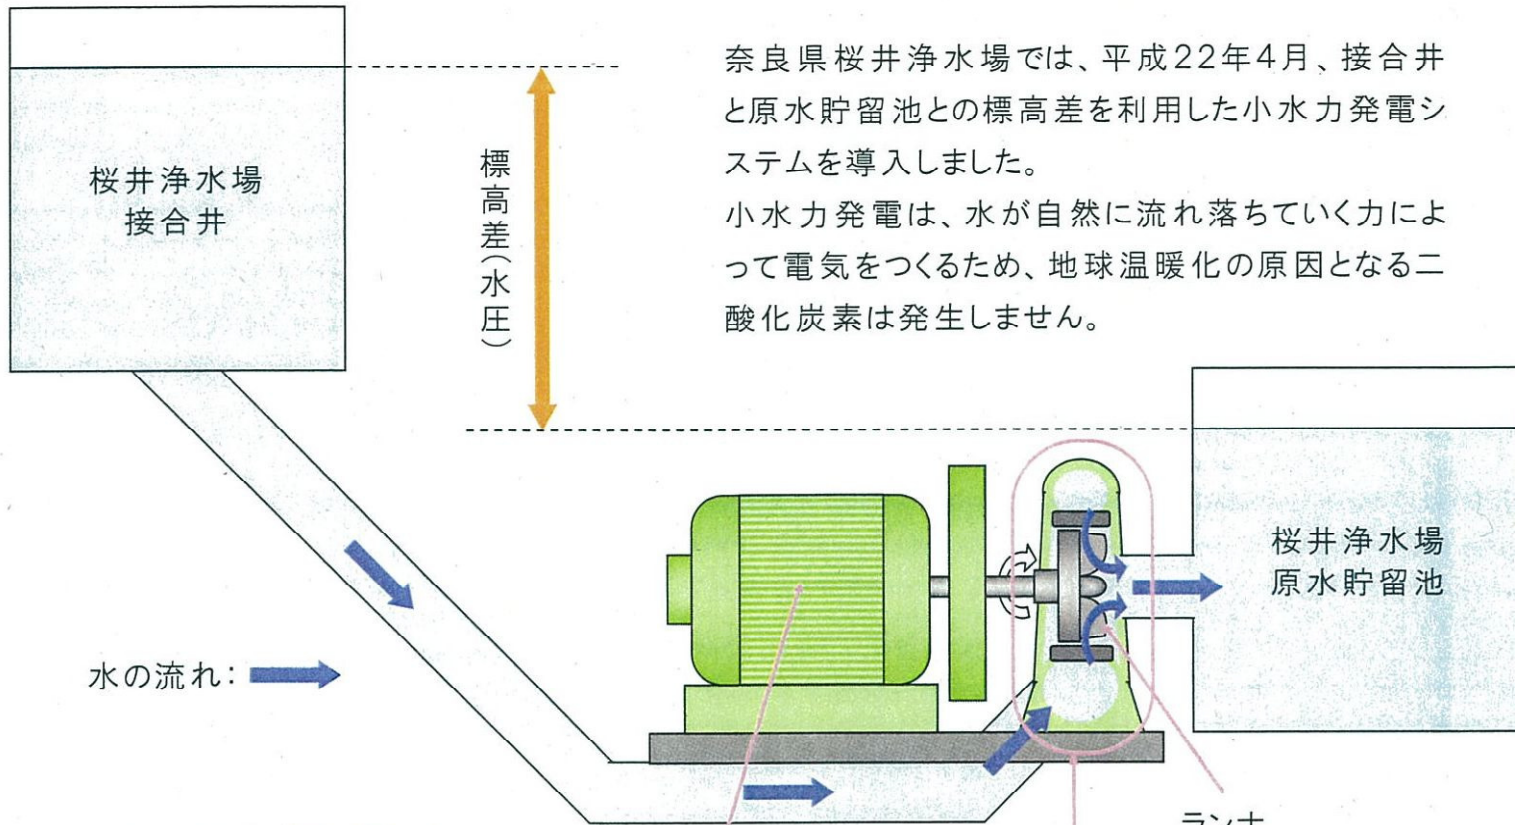 奈良県桜井浄水場では、平成22年4月、接合井
と原水貯留池との標高差を利用した小水力発電シ
ステムを導入しました。
小水力発電は、水が自然に流れ落ちていく力によ
って電気をつくるため、地球温暖化の原因となる二
酸化炭素は発生しません。
桜井浄水場
接合井
標高差(水圧)
桜井浄水場
原水貯留池
水の流れ:
ランナ